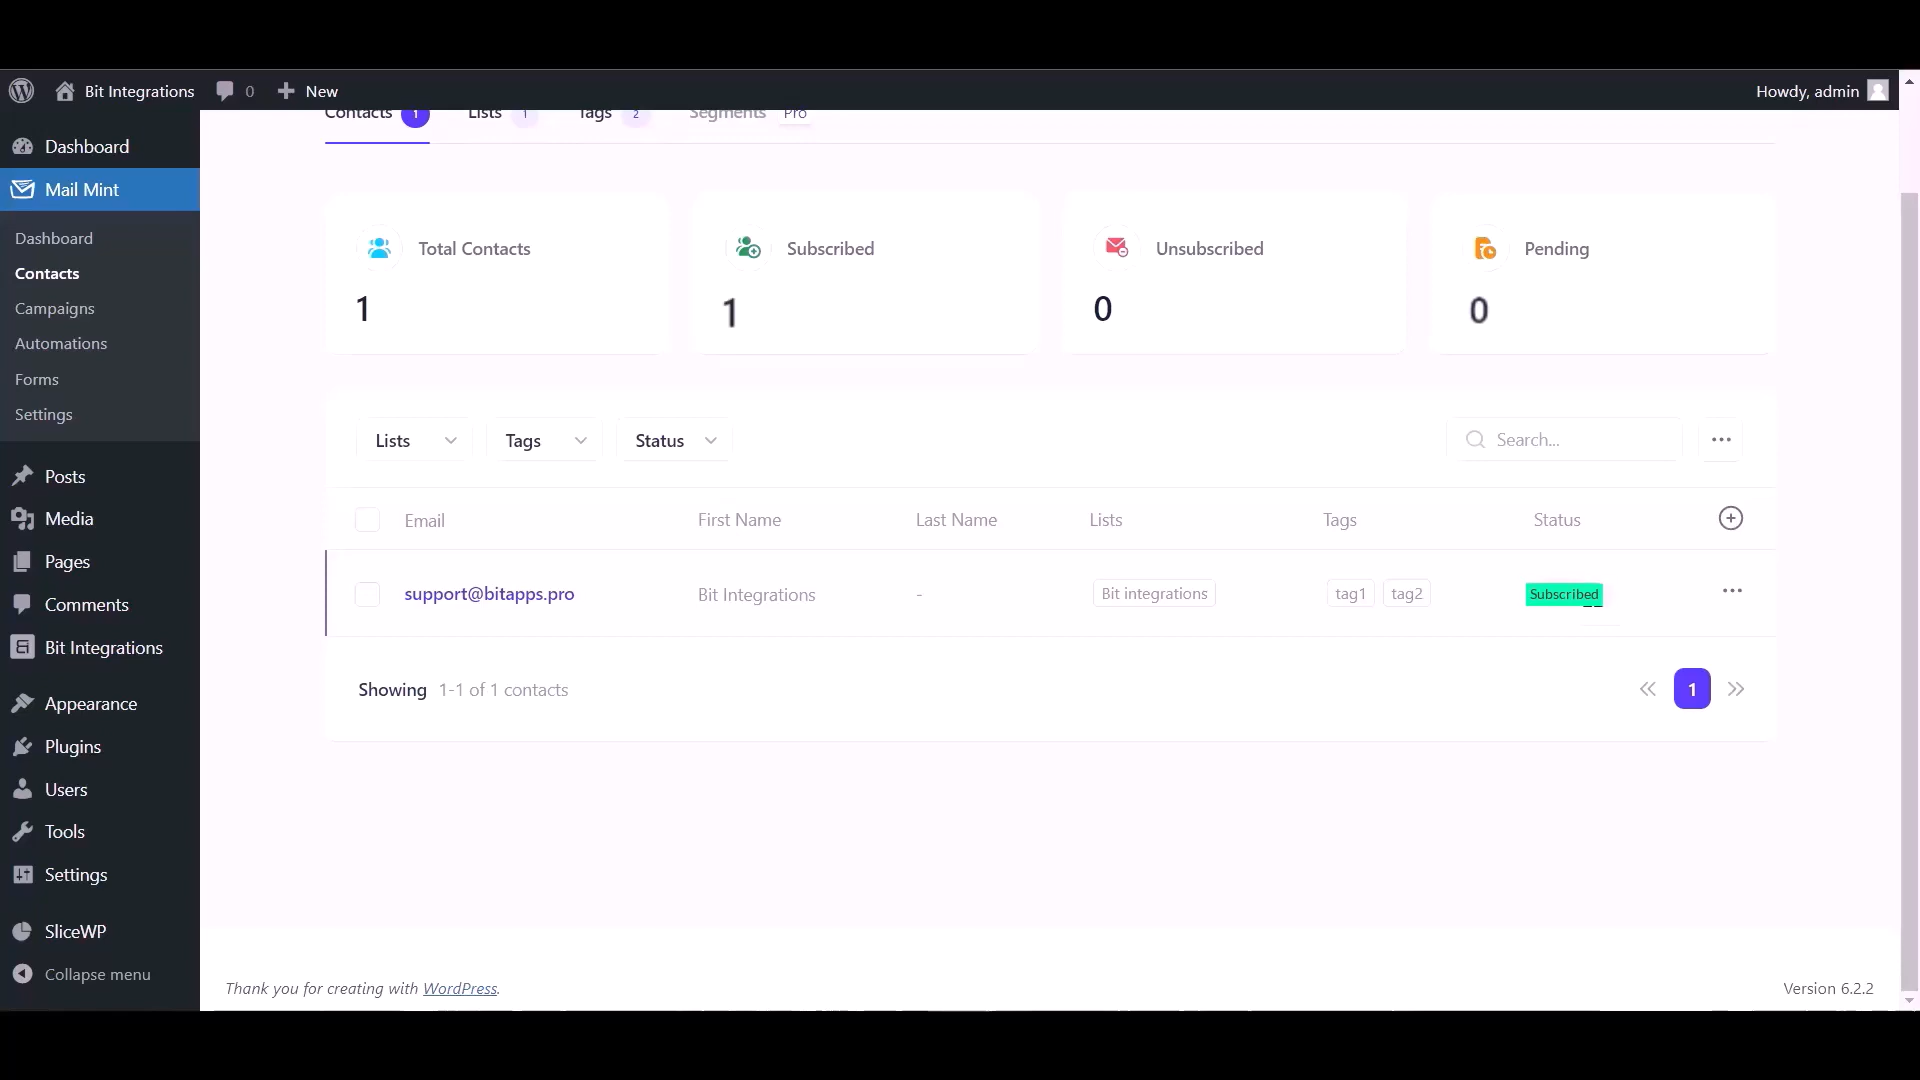 Bit Integrations 0 New Howdy, admin
Contacts 1 Lists 1 Tags 2 Segments Pro
Dashboard
Mail Mint
Dashboard
Contacts
Campaigns
Automations
Forms
Settings
Posts
Media
Pages
Comments
Bit Integrations
Appearance
Plugins
Users
Tools
Settings
SliceWP
Collapse menu
Total Contacts
1
Subscribed
1
Unsubscribed
0
Pending
0
Lists Tags Status Search...
Email First Name Last Name Lists Tags Status
support@bitapps.pro Bit Integrations - Bit integrations tag1 tag2 Subscribed
Showing 1-1 of 1 contacts 1
Thank you for creating with WordPress. Version 6.2.2